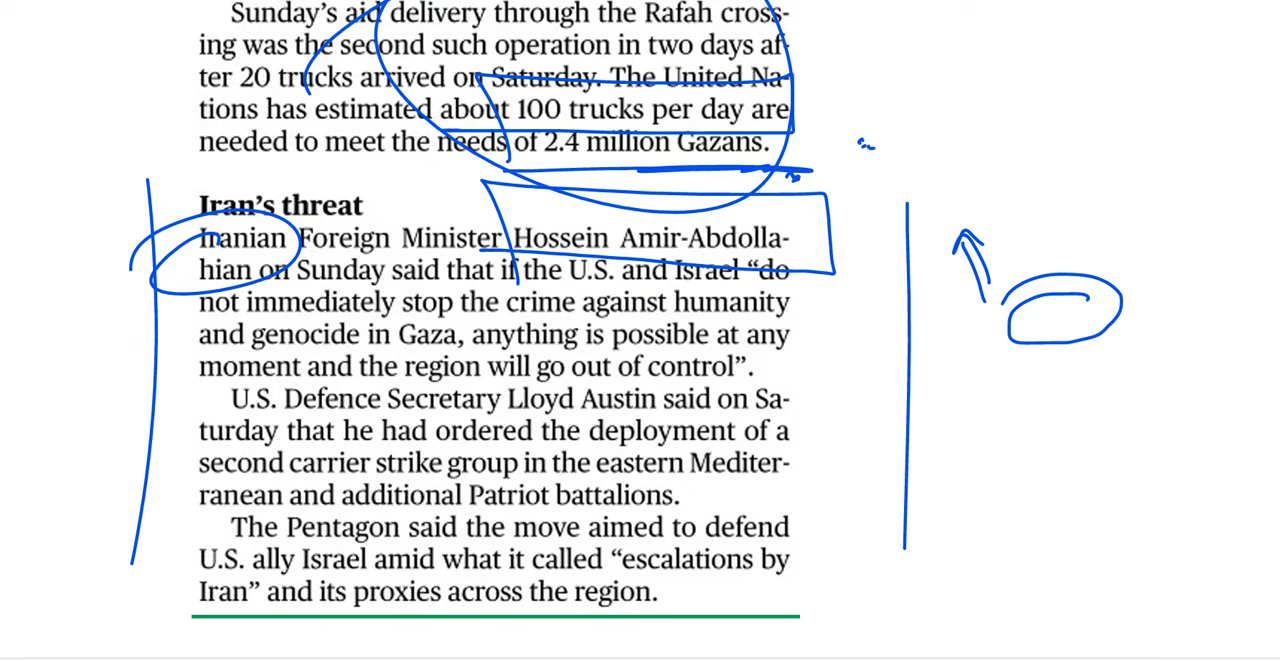 Sunday's aid delivery through the Rafah cross-
ing was the second such operation in two days af-
ter 20 trucks arrived on Saturday. The United Na-
tions has estimated about 100 trucks per day are
needed to meet the needs of 2.4 million Gazans.
Iran's threat
Iranian Foreign Minister Hossein Amir-Abdolla-
hian on Sunday said that if the U.S. and Israel “do
not immediately stop the crime against humanity
and genocide in Gaza, anything is possible at any
moment and the region will go out of control”.
U.S. Defence Secretary Lloyd Austin said on Sa-
turday that he had ordered the deployment of a
second carrier strike group in the eastern Mediter-
ranean and additional Patriot battalions.
The Pentagon said the move aimed to defend
U.S. ally Israel amid what it called “escalations by
Iran” and its proxies across the region.